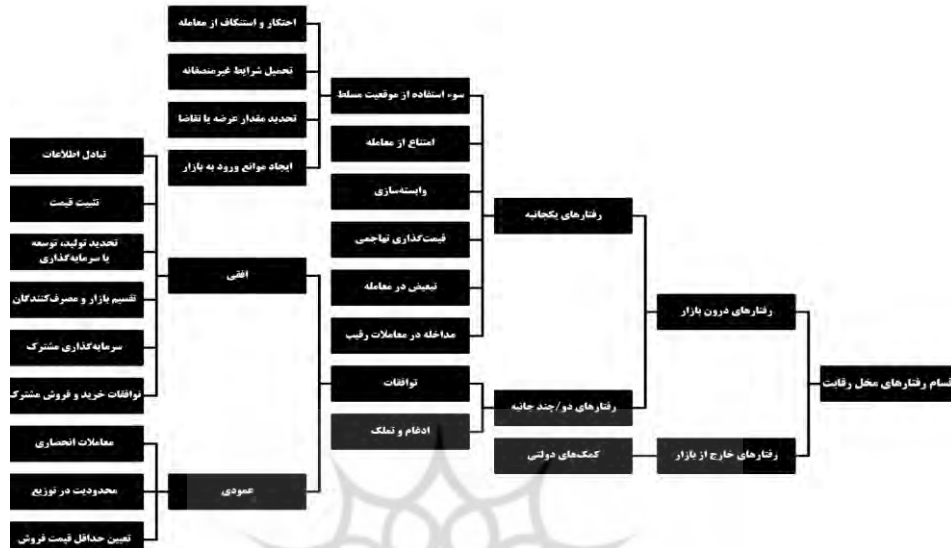 اقسام رفتارهای مخل رقابت
رفتارهای درون بازار
رفتارهای یکجانبه
سوء استفاده از موقعیت مسلط
احتکار و استنکاف از معامله
تحمیل شرایط غیرمنصفانه
تحدید مقدار عرضه یا تقاضا
ایجاد موانع ورود به بازار
امتناع از معامله
وابسته‌سازی
قیمت‌گذاری تهاجمی
تبعیض در معامله
مداخله در معاملات رقیب
رفتارهای دو/چند جانبه
توافقات
افقی
تبادل اطلاعات
تثبیت قیمت
تحدید تولید، توسعه
یا سرمایه‌گذاری
تقسیم بازار و مصرف‌کنندگان
سرمایه‌گذاری مشترک
توافقات خرید و فروش مشترک
عمودی
معاملات انحصاری
محدودیت در توزیع
تعیین حداقل قیمت فروش
ادغام و تملک
رفتارهای خارج از بازار
کمک‌های دولتی